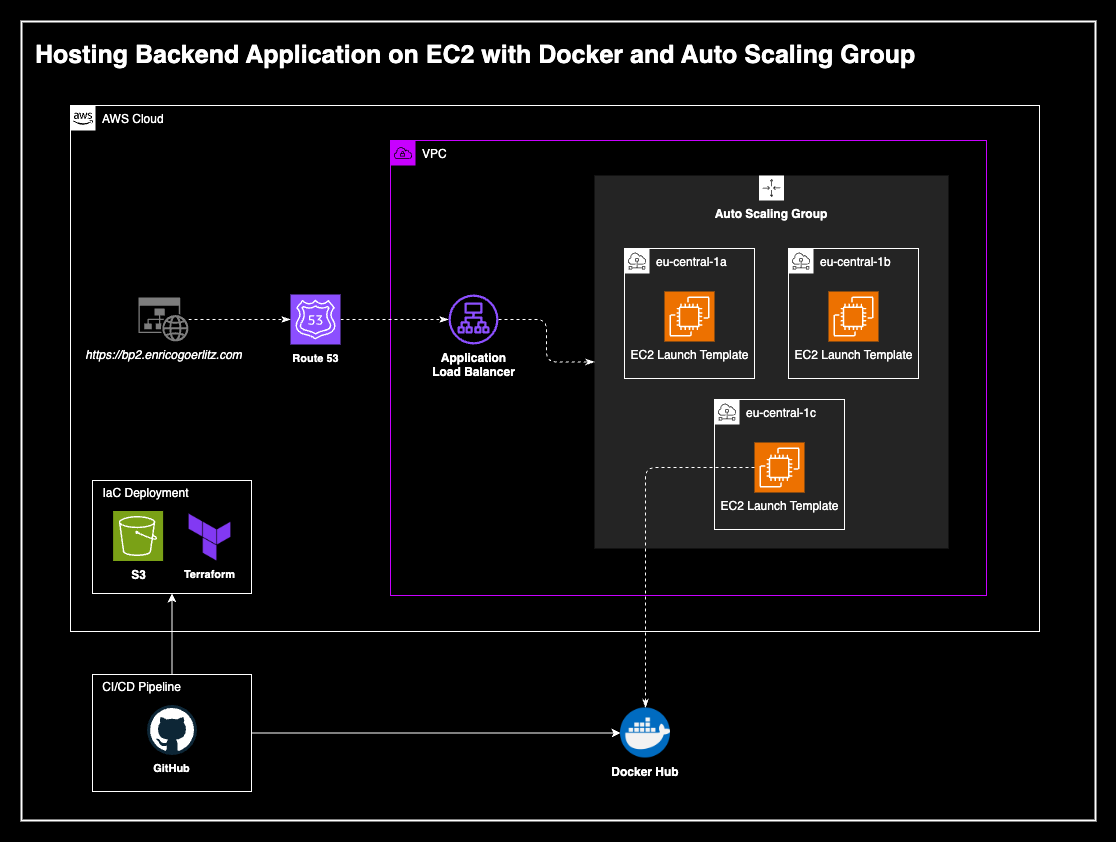 Hosting Backend Application on EC2 with Docker and Auto Scaling Group
aws
AWS Cloud
VPC
Auto Scaling Group
eu-central-1a
eu-central-1b
EC2 Launch Template
EC2 Launch Template
53
https://bp2.enricogoerlitz.com
Route 53
Application
Load Balancer
eu-central-1c
EC2 Launch Template
IaC Deployment
S3
Terraform
CI/CD Pipeline
GitHub
Docker Hub